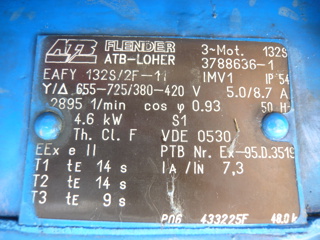 ATB FLENDER 3~Mot. 132S
ATB-LOHER 3788636-1
EAFY 132S/2F-11 IMV1 IP 54
Y/∆ 655-725/380-420 V 5.0/8.7 A
2895 1/min cos φ 0.93 50 Hz
4.6 kW S1
Th. Cl. F VDE 0530
EEx e II PTB Nr. Ex-95.D.3519
T1 tE 14 s IA/IN 7,3
T2 tE 14 s
T3 tE 9 s
P06 433225F 48.0 k